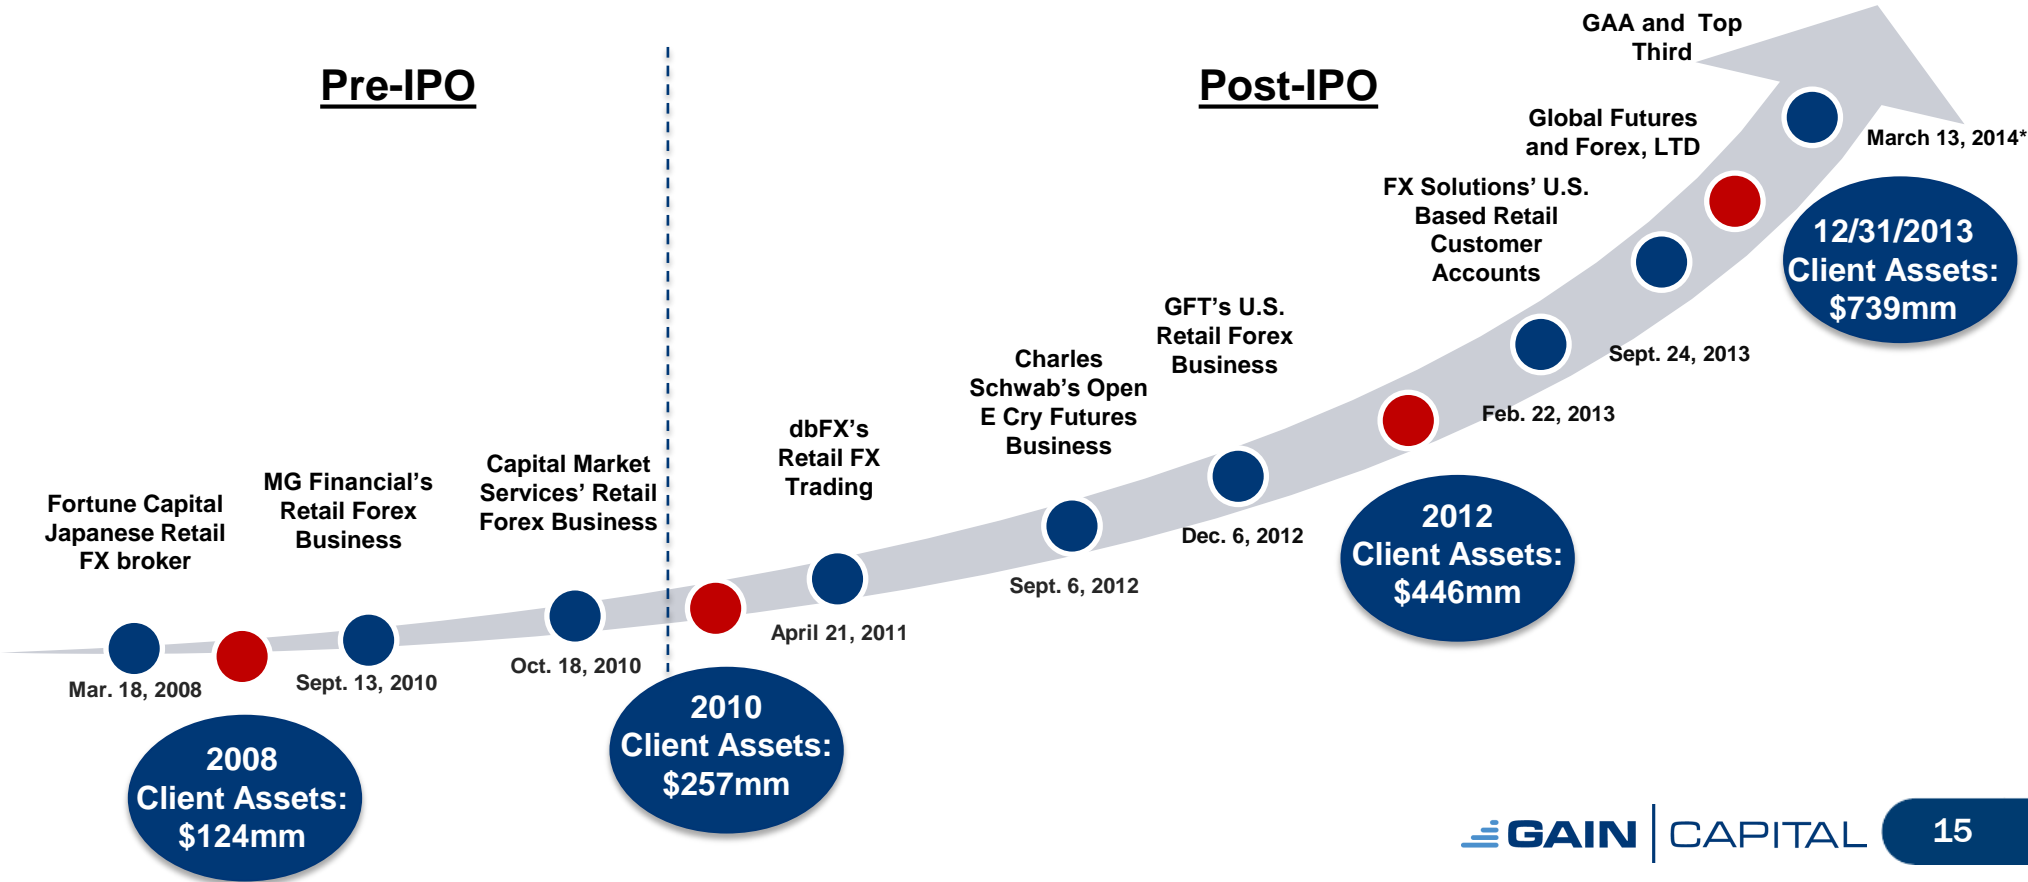 Pre-IPO
Post-IPO
Fortune Capital
Japanese Retail
FX broker
Mar. 18, 2008
2008
Client Assets:
$124mm
MG Financial’s
Retail Forex
Business
Sept. 13, 2010
Capital Market
Services’ Retail
Forex Business
Oct. 18, 2010
2010
Client Assets:
$257mm
dbFX’s
Retail FX
Trading
April 21, 2011
Charles
Schwab’s Open
E Cry Futures
Business
Sept. 6, 2012
GFT’s U.S.
Retail Forex
Business
Dec. 6, 2012
2012
Client Assets:
$446mm
FX Solutions’ U.S.
Based Retail
Customer
Accounts
Feb. 22, 2013
Global Futures
and Forex, LTD
Sept. 24, 2013
12/31/2013
Client Assets:
$739mm
GAA and Top
Third
March 13, 2014*
GAIN CAPITAL
15